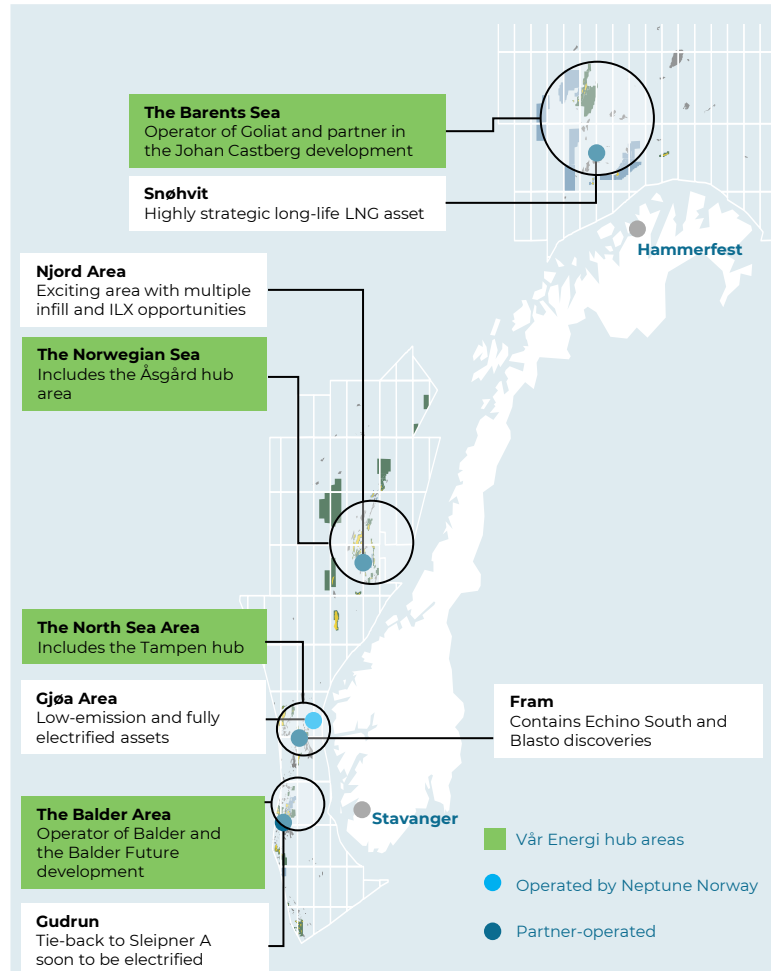 The Barents Sea
Operator of Goliat and partner in
the Johan Castberg development
Snøhvit
Highly strategic long-life LNG asset
Hammerfest
Njord Area
Exciting area with multiple
infill and ILX opportunities
The Norwegian Sea
Includes the Åsgård hub
area
The North Sea Area
Includes the Tampen hub
Gjøa Area
Low-emission and fully
electrified assets
Fram
Contains Echino South and
Blasto discoveries
The Balder Area
Operator of Balder and
the Balder Future
development
Stavanger
Gudrun
Tie-back to Sleipner A
soon to be electrified
Vår Energi hub areas
Operated by Neptune Norway
Partner-operated